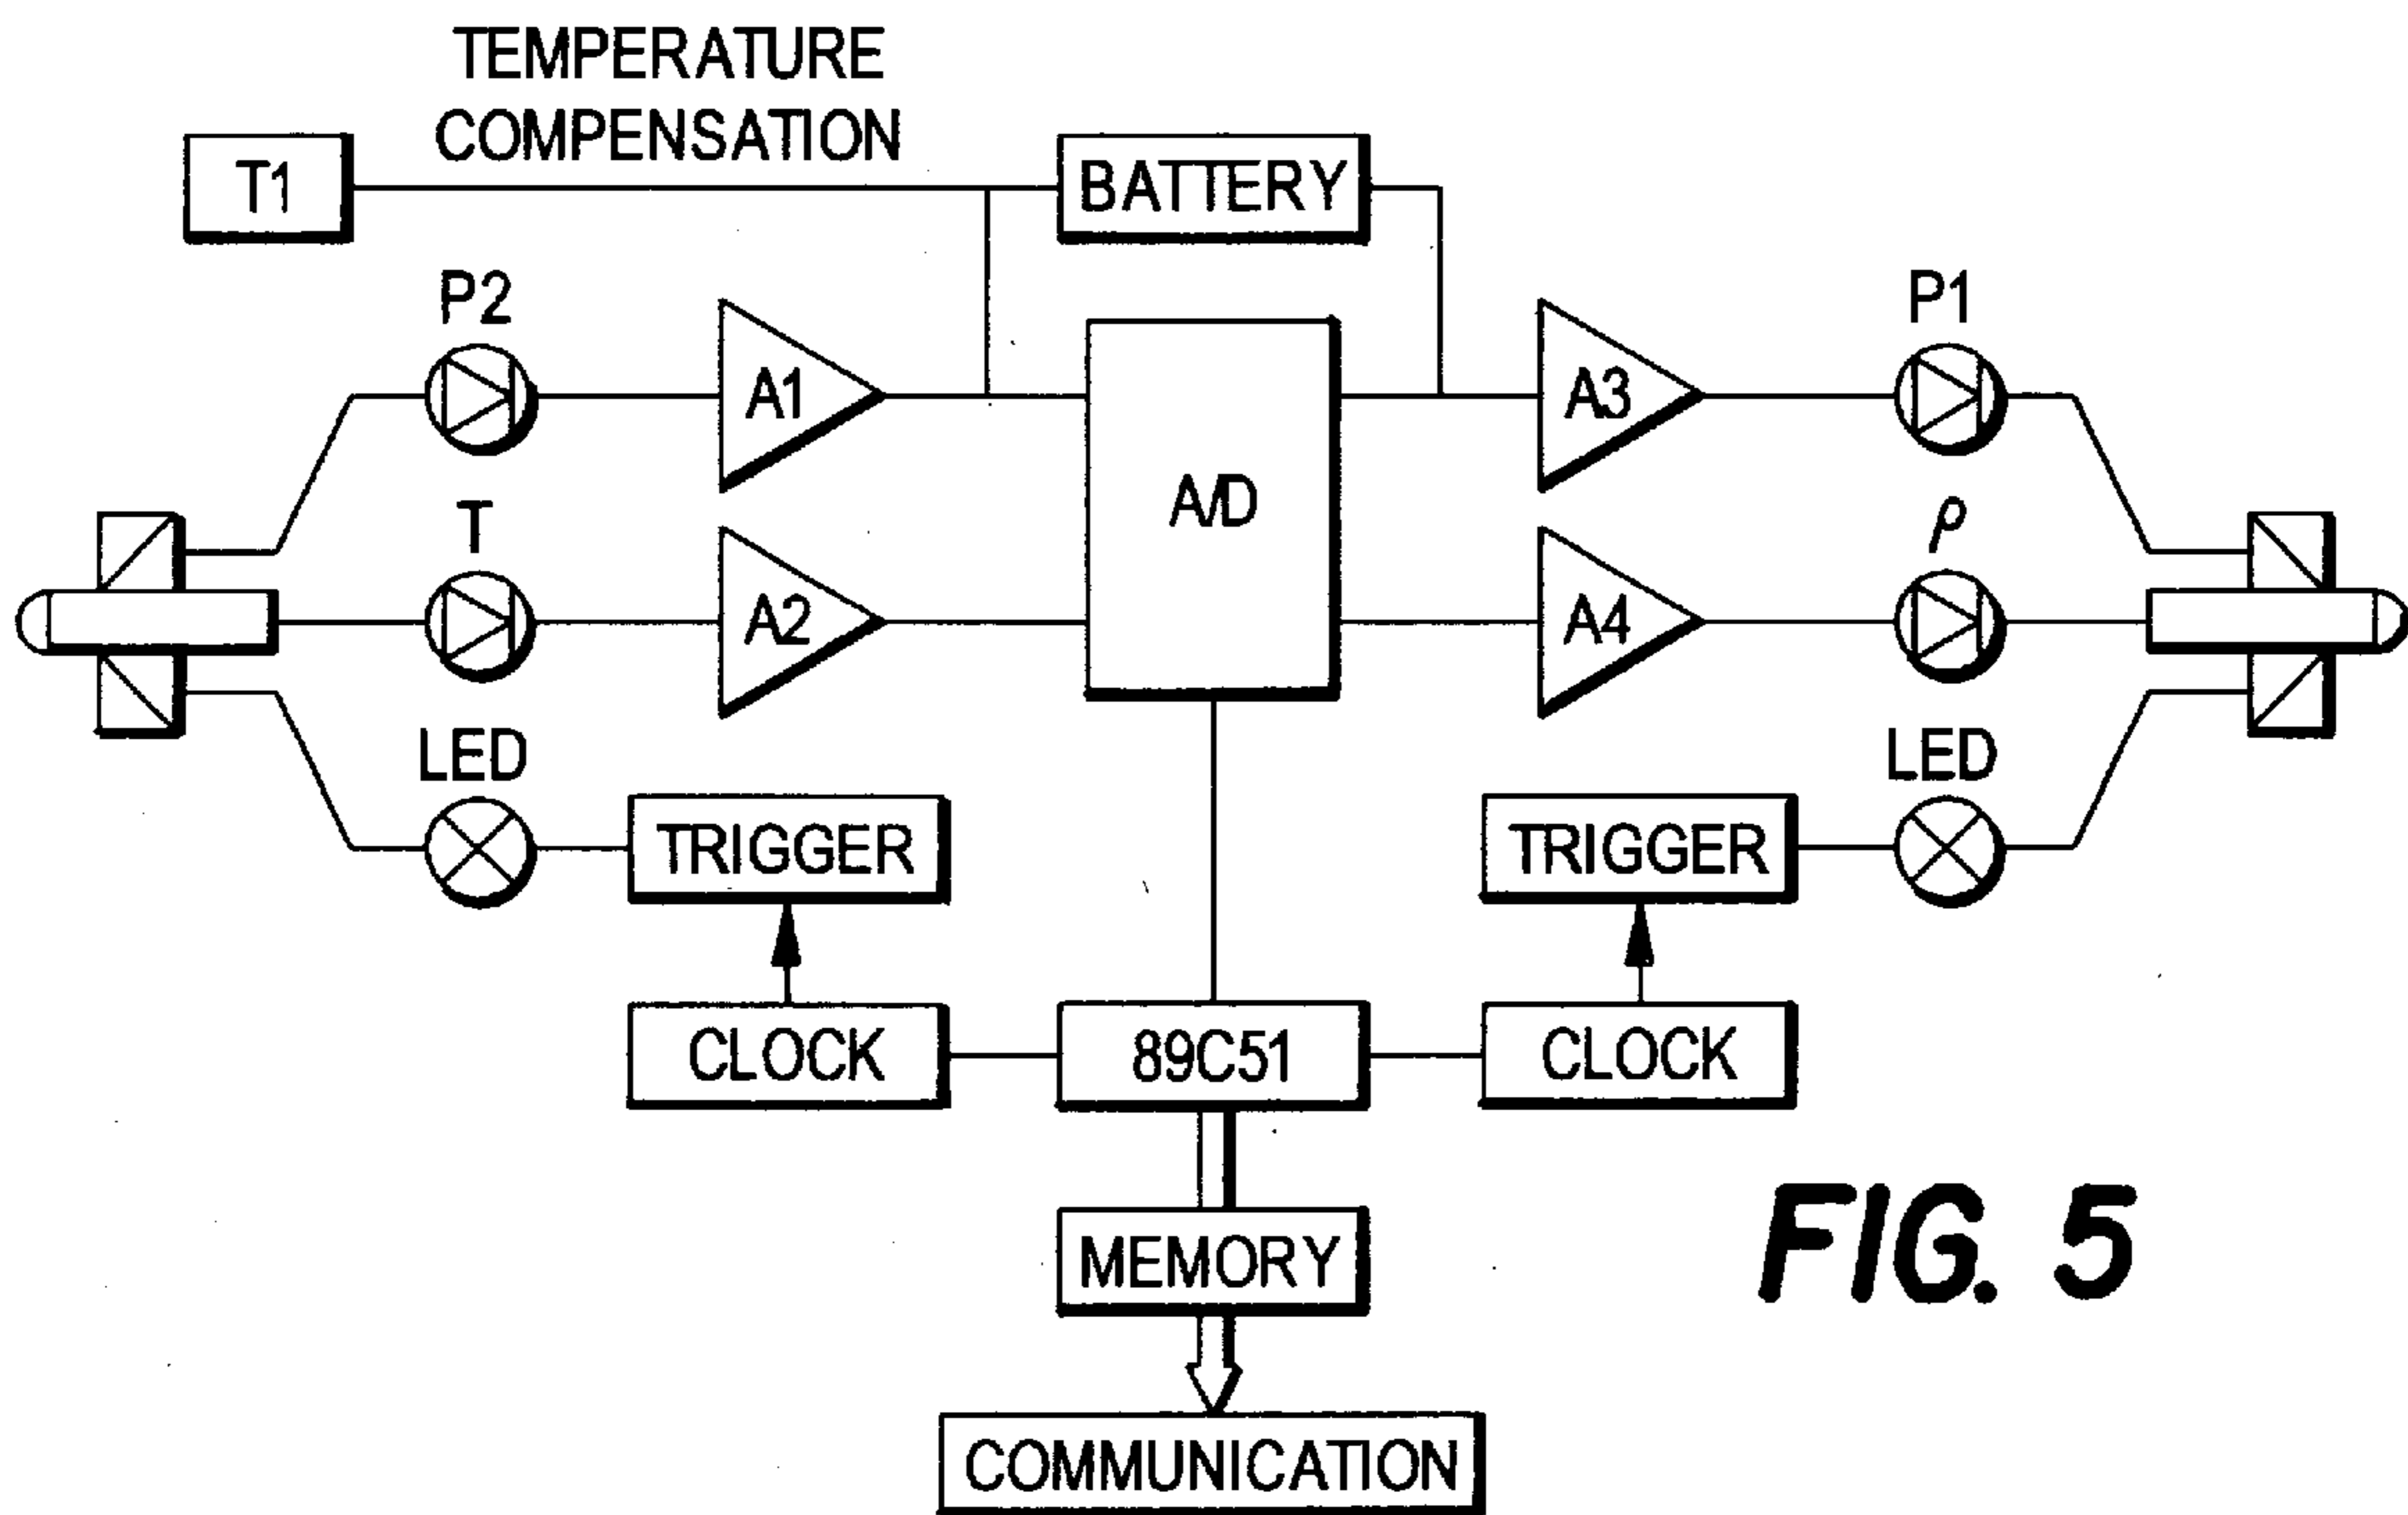 TEMPERATURE
COMPENSATION
T1
BATTERY
P2
P1
A1
A3
A/D
T
ρ
A2
A4
LED
LED
TRIGGER
TRIGGER
CLOCK
89C51
CLOCK
MEMORY
FIG. 5
COMMUNICATION